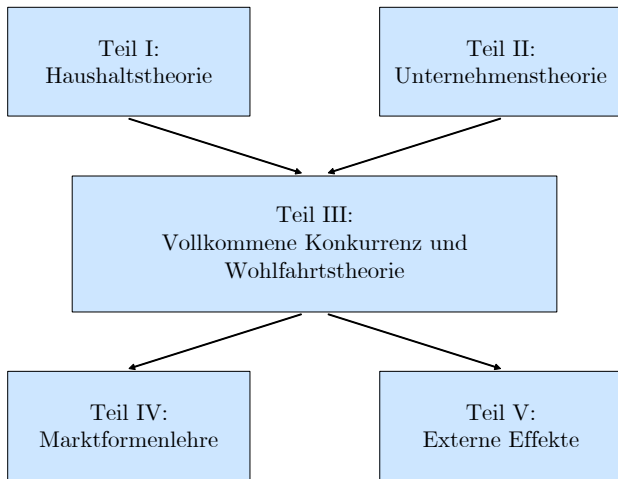 Teil I:
Haushaltstheorie
Teil II:
Unternehmenstheorie
Teil III:
Vollkommene Konkurrenz und
Wohlfahrtstheorie
Teil IV:
Marktformenlehre
Teil V:
Externe Effekte